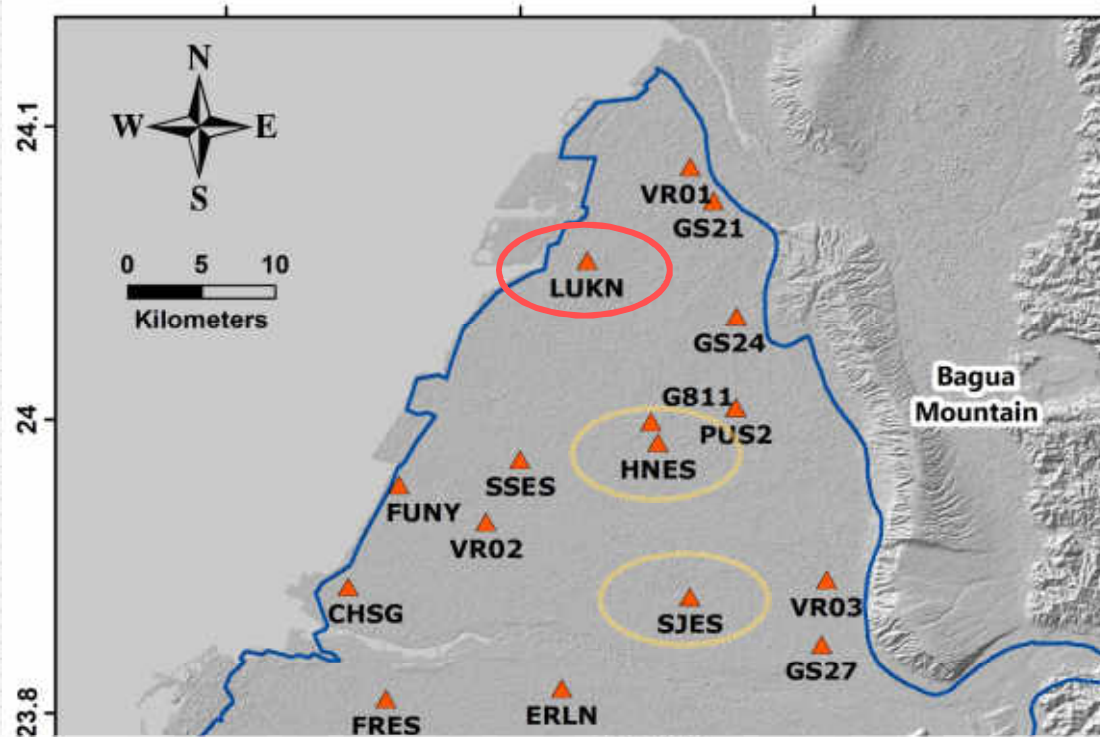 N
W E
S
0 5 10
Kilometers
24.1
24
23.8
VR01
GS21
LUKN
GS24
G811
PUS2
HNES
SSES
FUNY
VR02
CHSG
SJES
VR03
GS27
ERLN
FRES
Bagua
Mountain